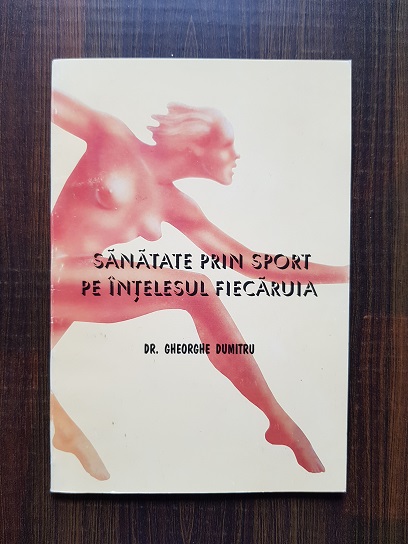 SĂNĂTATE PRIN SPORT
PE ÎNȚELESUL FIECĂRUIA
DR. GHEORGHE DUMITRU